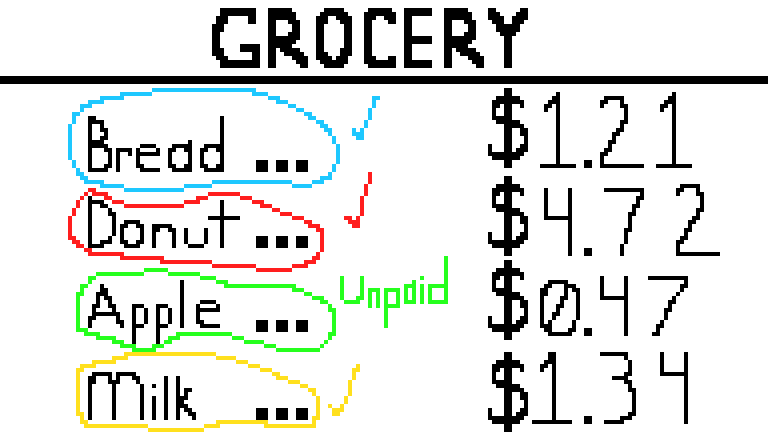 GROCERY
Bread ... ✓ $1.21
Donut ... ✓ $4.72
Apple ... Unpaid $0.47
Milk ... ✓ $1.34